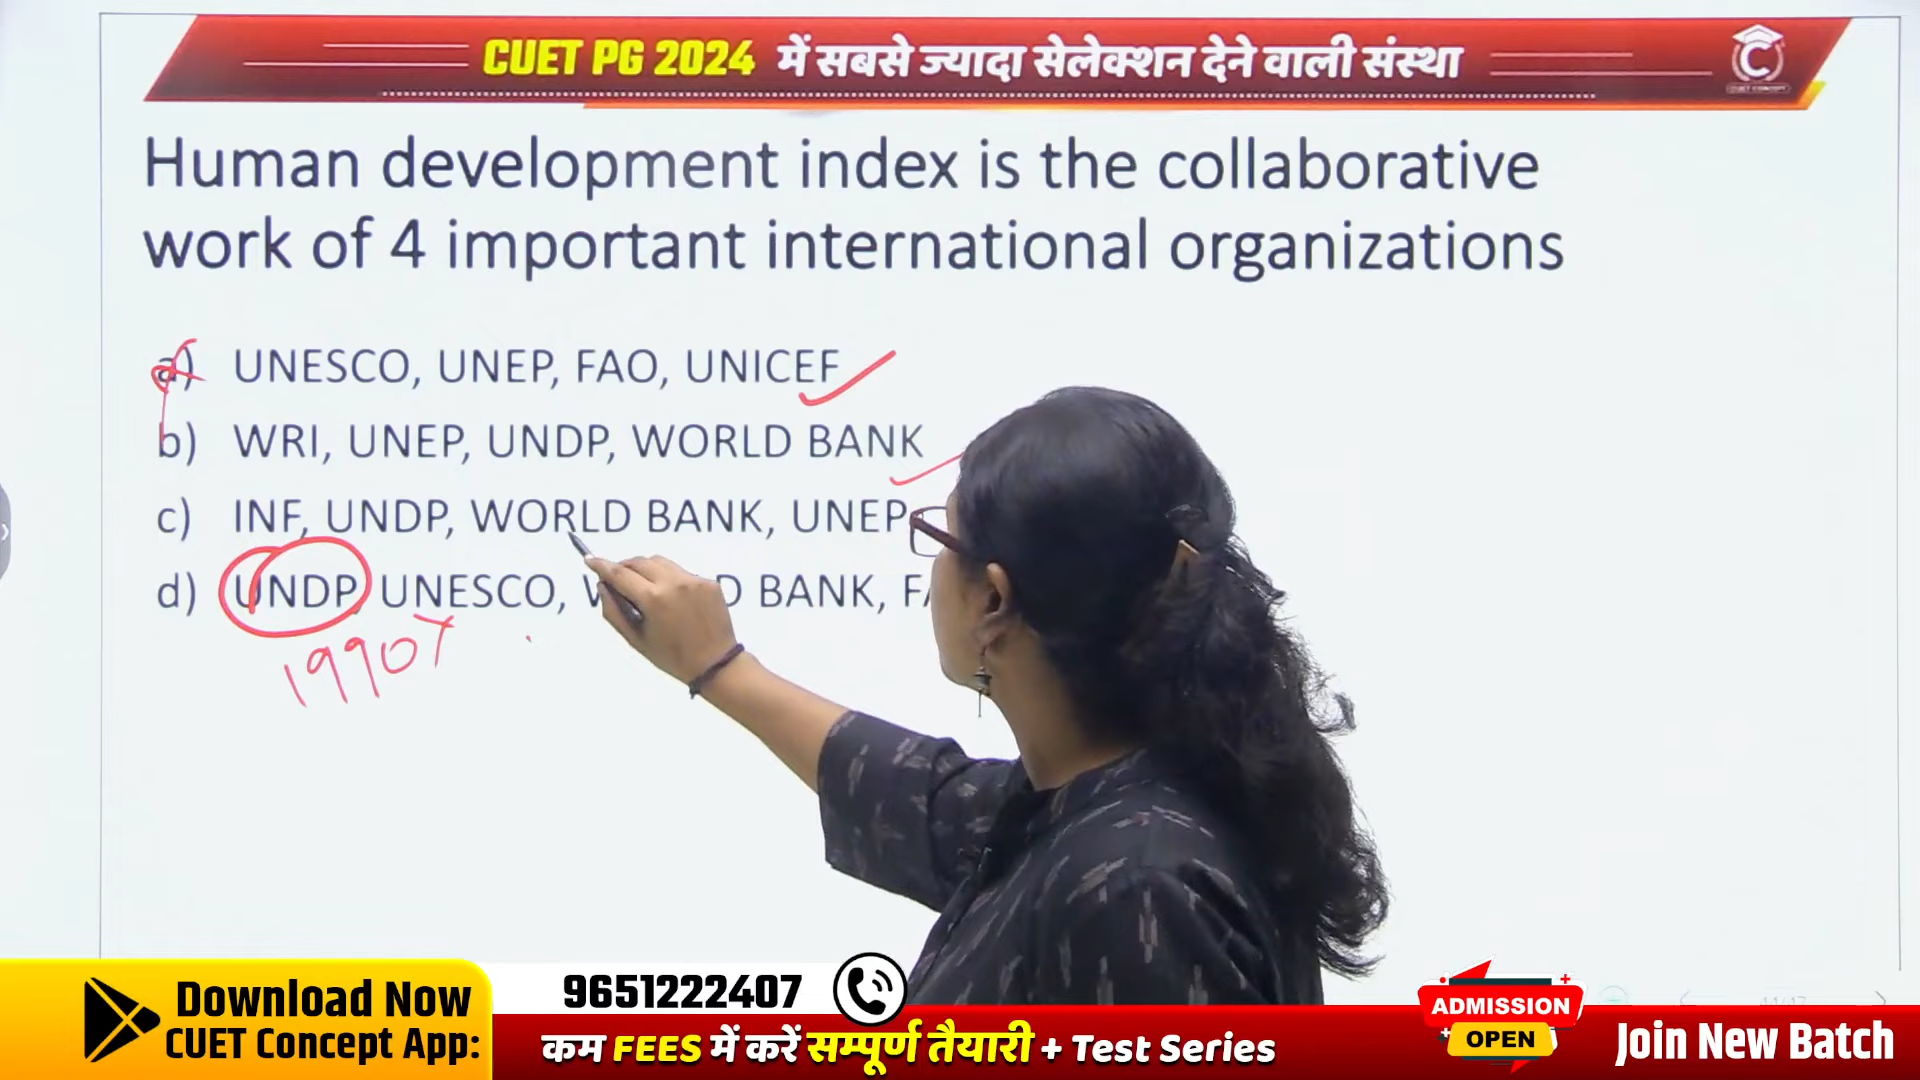 CUET PG 2024 में सबसे ज्यादा सेलेक्शन देने वाली संस्था
CUET CONCEPT
Human development index is the collaborative
work of 4 important international organizations
a) UNESCO, UNEP, FAO, UNICEF
b) WRI, UNEP, UNDP, WORLD BANK
c) INF, UNDP, WORLD BANK, UNEP
d) UNDP, UNESCO, BANK,
1990
Download Now
CUET Concept App:
9651222407
कम FEES में करें सम्पूर्ण तैयारी + Test Series
ADMISSION
OPEN
Join New Batch